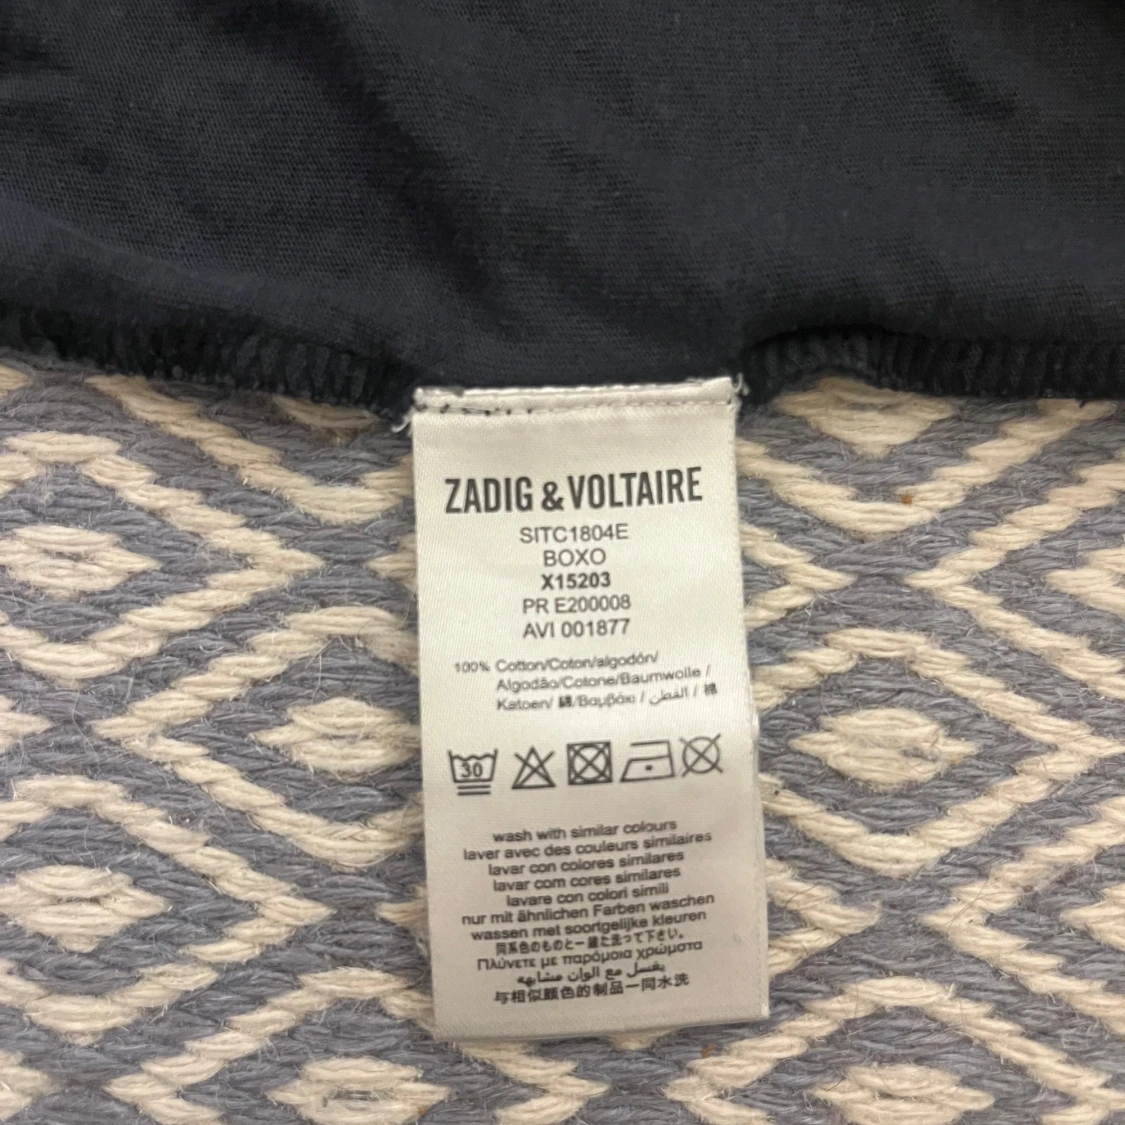 ZADIG & VOLTAIRE
SITC1804E
BOXO
X15203
PR E200008
AVI 001877
100% Cotton/Coton/algodón/
Algodão/Cotone/Baumwolle /
Katoen/ 綿/Βαμβάκι / القطن / 棉
30
wash with similar colours
laver avec des couleurs similaires
lavar con colores similares
lavar com cores similares
lavare con colori simili
nur mit ähnlichen Farben waschen
wassen met soortgelijke kleuren
同系色のものと一緒に洗って下さい。
Πλύνετε με παρόμοια χρώματα
يغسل مع الوان مشابهه
与相似颜色的制品一同水洗